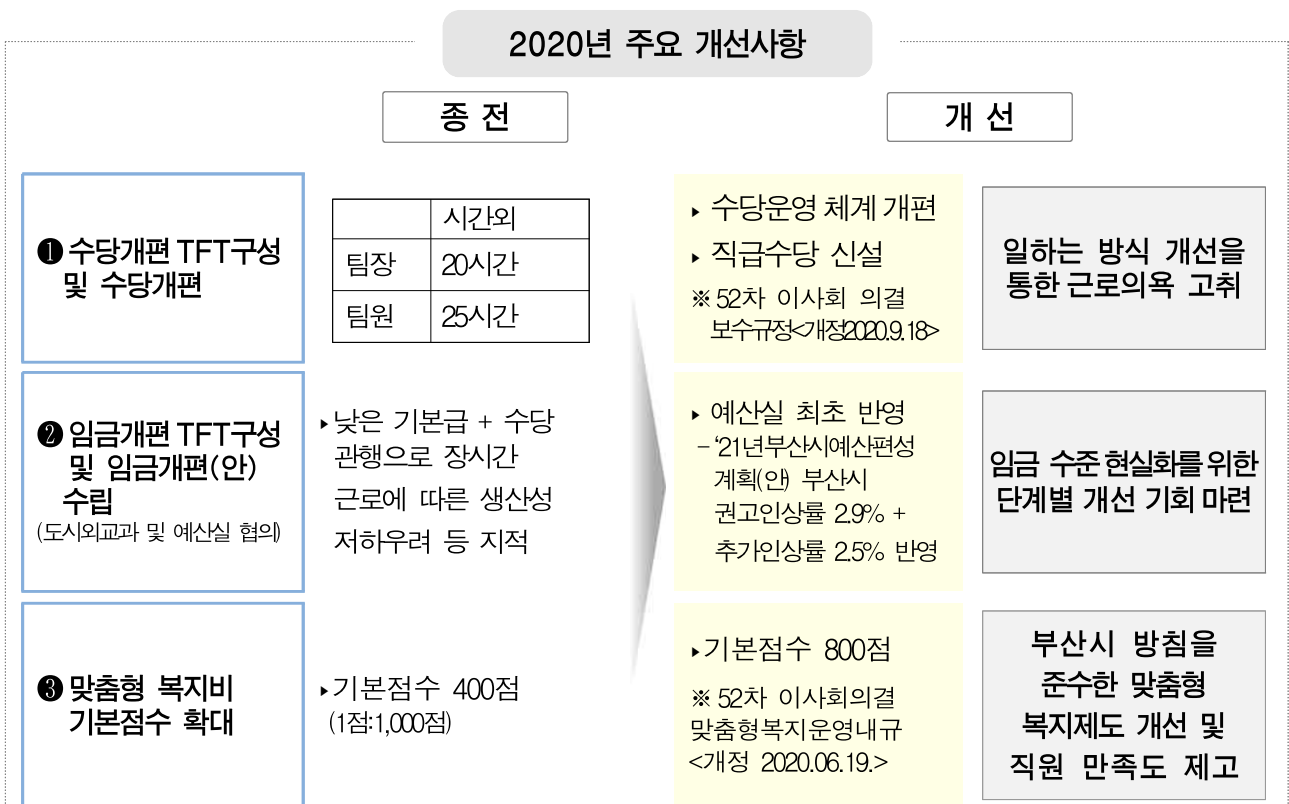 2020년 주요 개선사항
종 전
개 선
❶ 수당개편 TFT구성
및 수당개편
시간외
팀장 20시간
팀원 25시간
▸ 수당운영 체계 개편
▸ 직급수당 신설
※ 52차 이사회 의결
보수규정<개정2020.9.18>
일하는 방식 개선을
통한 근로의욕 고취
❷ 임금개편 TFT구성
및 임금개편(안)
수립
(도시외교과 및 예산실 협의)
▸낮은 기본급 + 수당
관행으로 장시간
근로에 따른 생산성
저하우려 등 지적
▸ 예산실 최초 반영
– ‘21년부산시예산편성
계획(안) 부산시
권고인상률 2.9% +
추가인상률 2.5% 반영
임금 수준 현실화를 위한
단계별 개선 기회 마련
❸ 맞춤형 복지비
기본점수 확대
▸기본점수 400점
(1점:1,000점)
▸기본점수 800점
※ 52차 이사회의결
맞춤형복지운영내규
<개정 2020.06.19.>
부산시 방침을
준수한 맞춤형
복지제도 개선 및
직원 만족도 제고